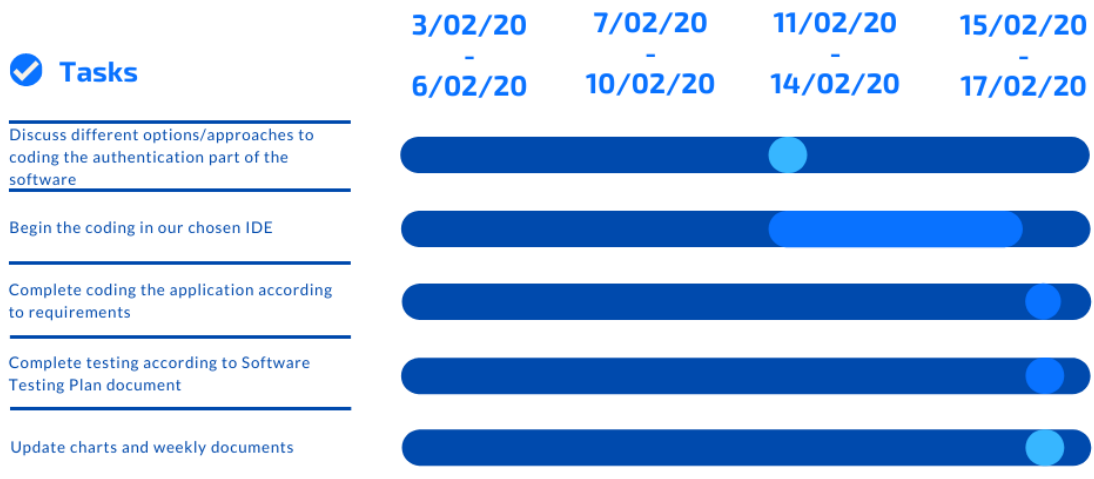 Tasks
3/02/20
-
6/02/20
7/02/20
-
10/02/20
11/02/20
-
14/02/20
15/02/20
-
17/02/20
Discuss different options/approaches to
coding the authentication part of the
software
Begin the coding in our chosen IDE
Complete coding the application according
to requirements
Complete testing according to Software
Testing Plan document
Update charts and weekly documents